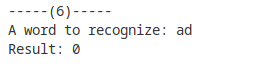 -----(6)-----
A word to recognize: ad
Result: 0